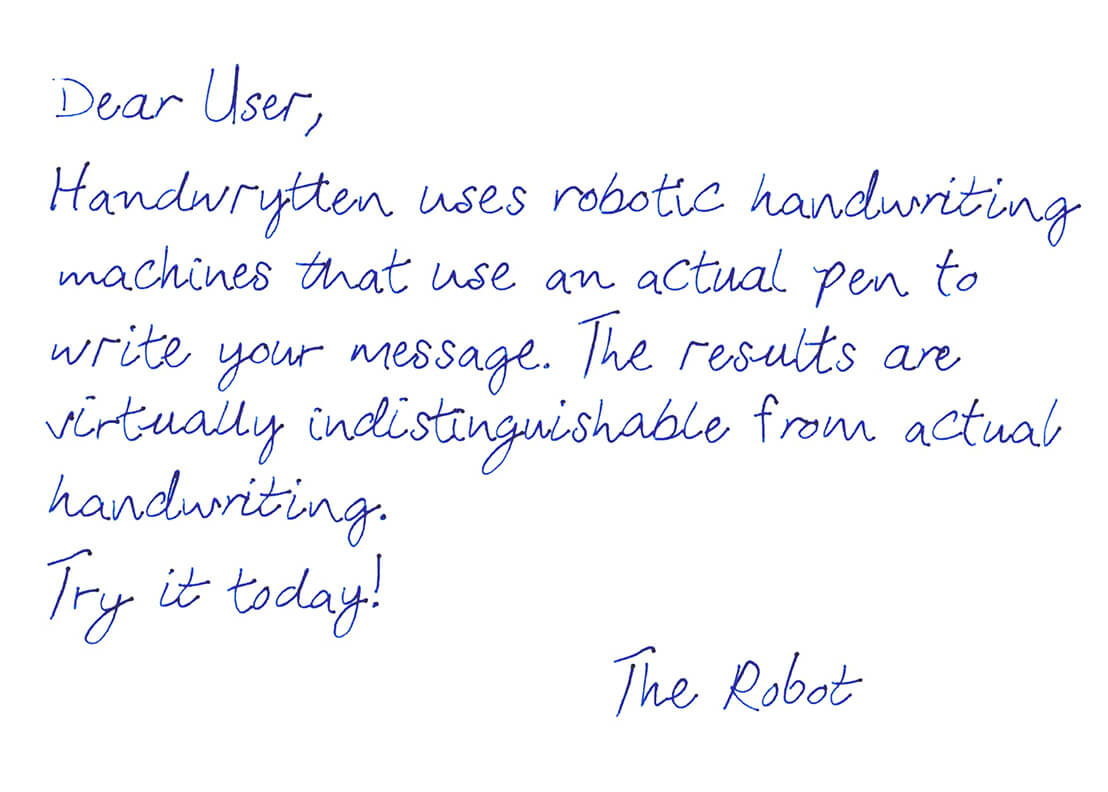 Dear User,
Handwrytten uses robotic handwriting
machines that use an actual pen to
write your message. The results are
virtually indistinguishable from actual
handwriting.
Try it today!
The Robot